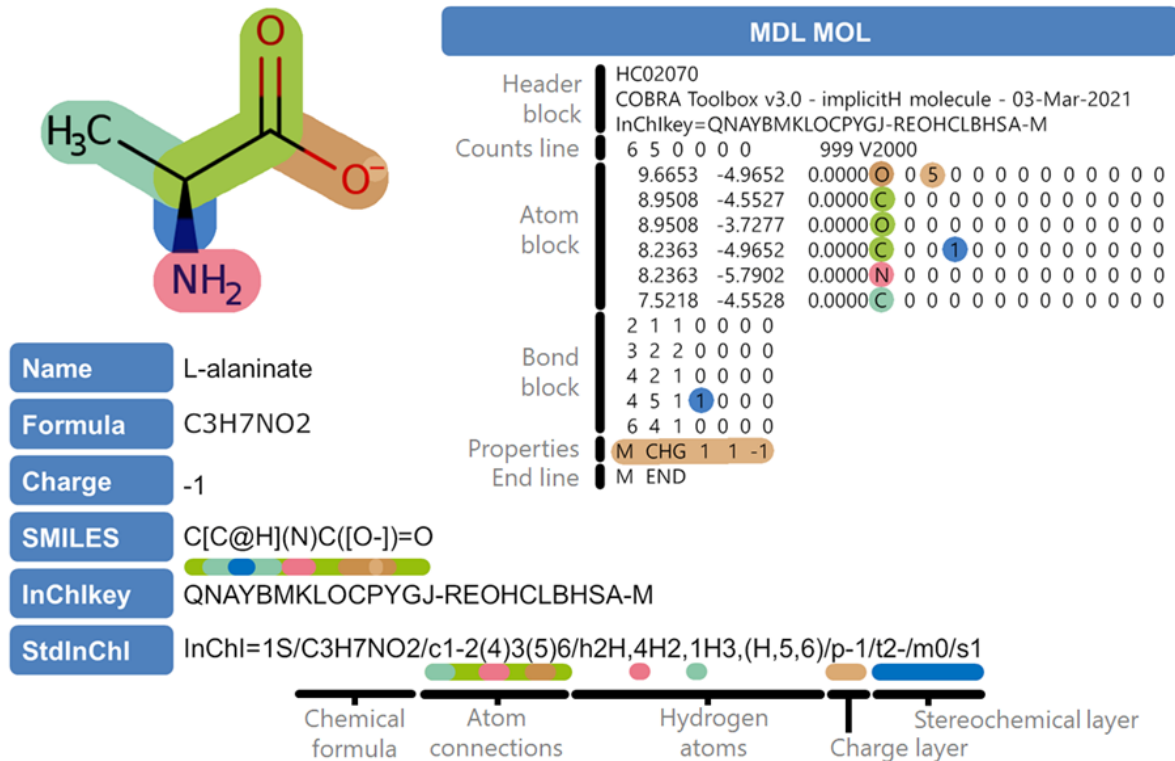 O
H3C
O−
NH2
MDL MOL
Header block
HC02070
COBRA Toolbox v3.0 - implicitH molecule - 03-Mar-2021
InChIkey=QNAYBMKLOCPYGJ-REOHCLBHSA-M
Counts line
6 5 0 0 0 0 999 V2000
Atom block
9.6653 -4.9652 0.0000 O 0 5 0 0 0 0 0 0 0 0 0 0
8.9508 -4.5527 0.0000 C 0 0 0 0 0 0 0 0 0 0 0 0
8.9508 -3.7277 0.0000 O 0 0 0 0 0 0 0 0 0 0 0 0
8.2363 -4.9652 0.0000 C 0 0 1 0 0 0 0 0 0 0 0 0
8.2363 -5.7902 0.0000 N 0 0 0 0 0 0 0 0 0 0 0 0
7.5218 -4.5528 0.0000 C 0 0 0 0 0 0 0 0 0 0 0 0
Bond block
2 1 1 0 0 0 0
3 2 2 0 0 0 0
4 2 1 0 0 0 0
4 5 1 1 0 0 0
6 4 1 0 0 0 0
Properties
M CHG 1 1 -1
End line
M END
Name
L-alaninate
Formula
C3H7NO2
Charge
-1
SMILES
C[C@H](N)C([O-])=O
InChIkey
QNAYBMKLOCPYGJ-REOHCLBHSA-M
StdInChI
InChI=1S/C3H7NO2/c1-2(4)3(5)6/h2H,4H2,1H3,(H,5,6)/p-1/t2-/m0/s1
Chemical formula
Atom connections
Hydrogen atoms
Charge layer
Stereochemical layer